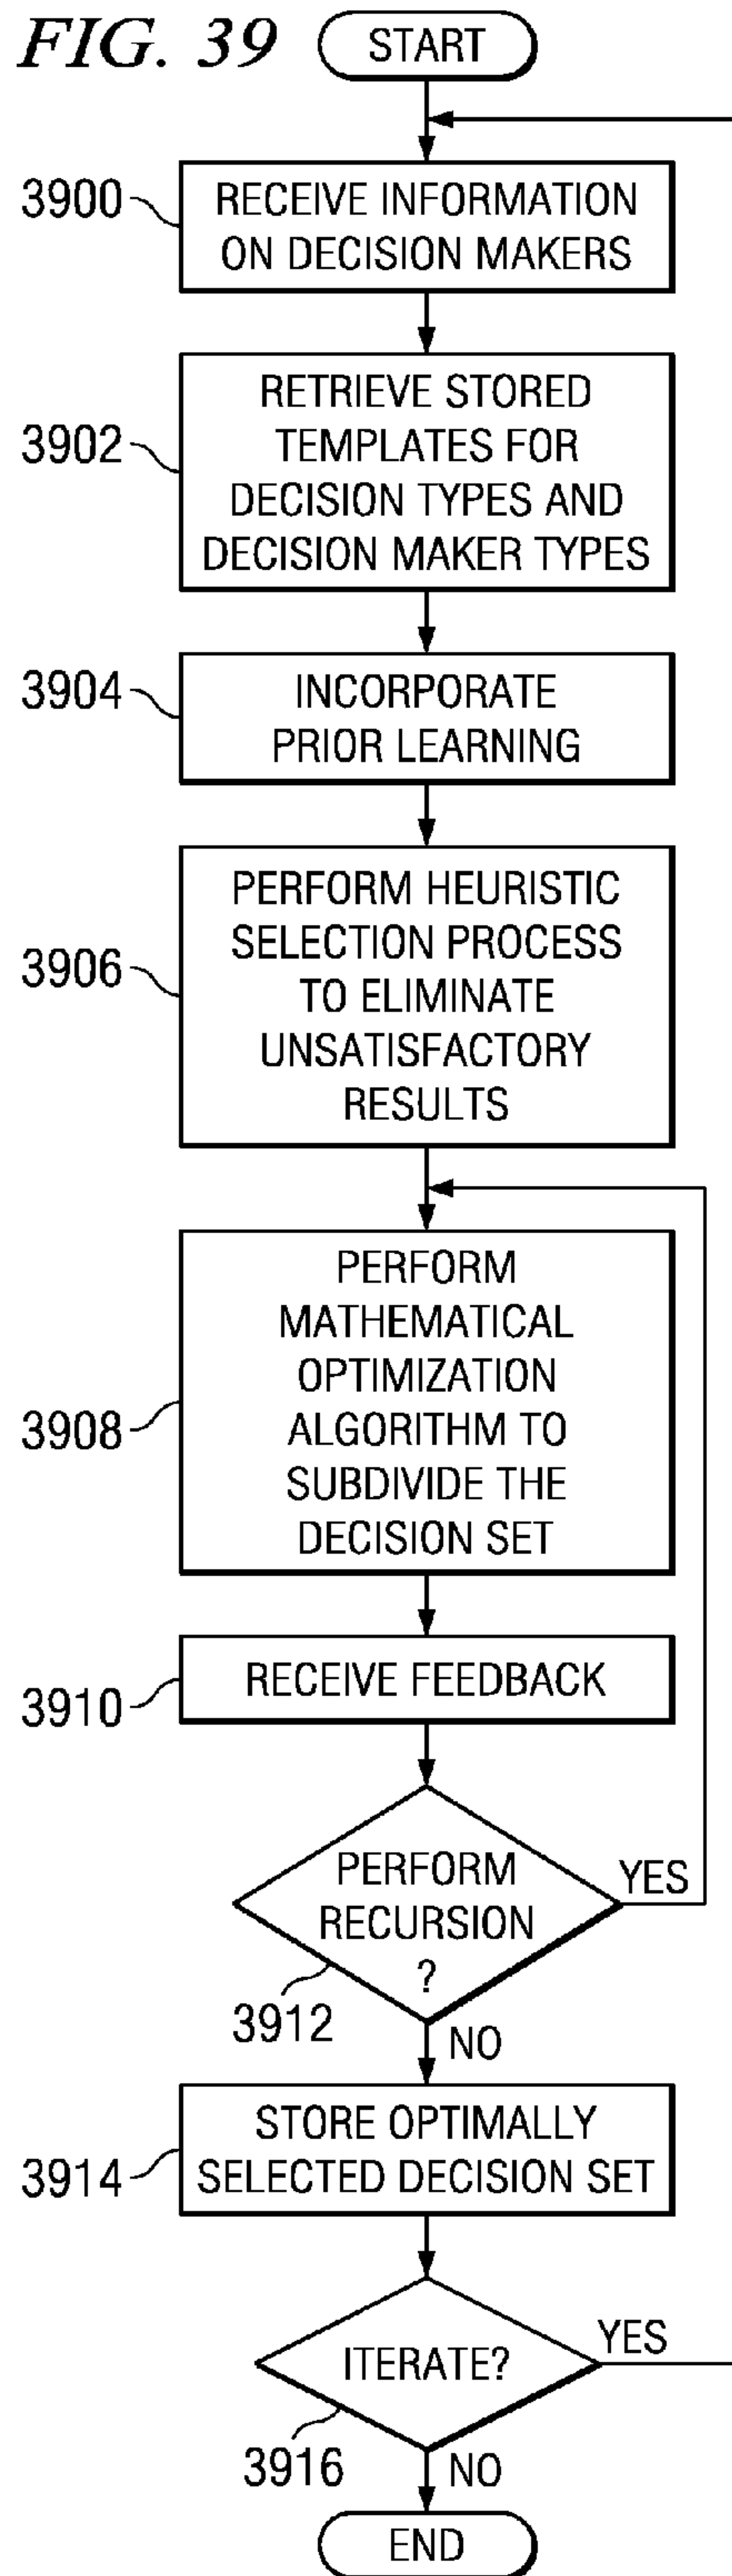 FIG. 39
START
3900
RECEIVE INFORMATION
ON DECISION MAKERS
3902
RETRIEVE STORED
TEMPLATES FOR
DECISION TYPES AND
DECISION MAKER TYPES
3904
INCORPORATE
PRIOR LEARNING
3906
PERFORM HEURISTIC
SELECTION PROCESS
TO ELIMINATE
UNSATISFACTORY
RESULTS
3908
PERFORM
MATHEMATICAL
OPTIMIZATION
ALGORITHM TO
SUBDIVIDE THE
DECISION SET
3910
RECEIVE FEEDBACK
PERFORM
RECURSION
?
YES
3912
NO
3914
STORE OPTIMALLY
SELECTED DECISION SET
ITERATE?
YES
3916
NO
END